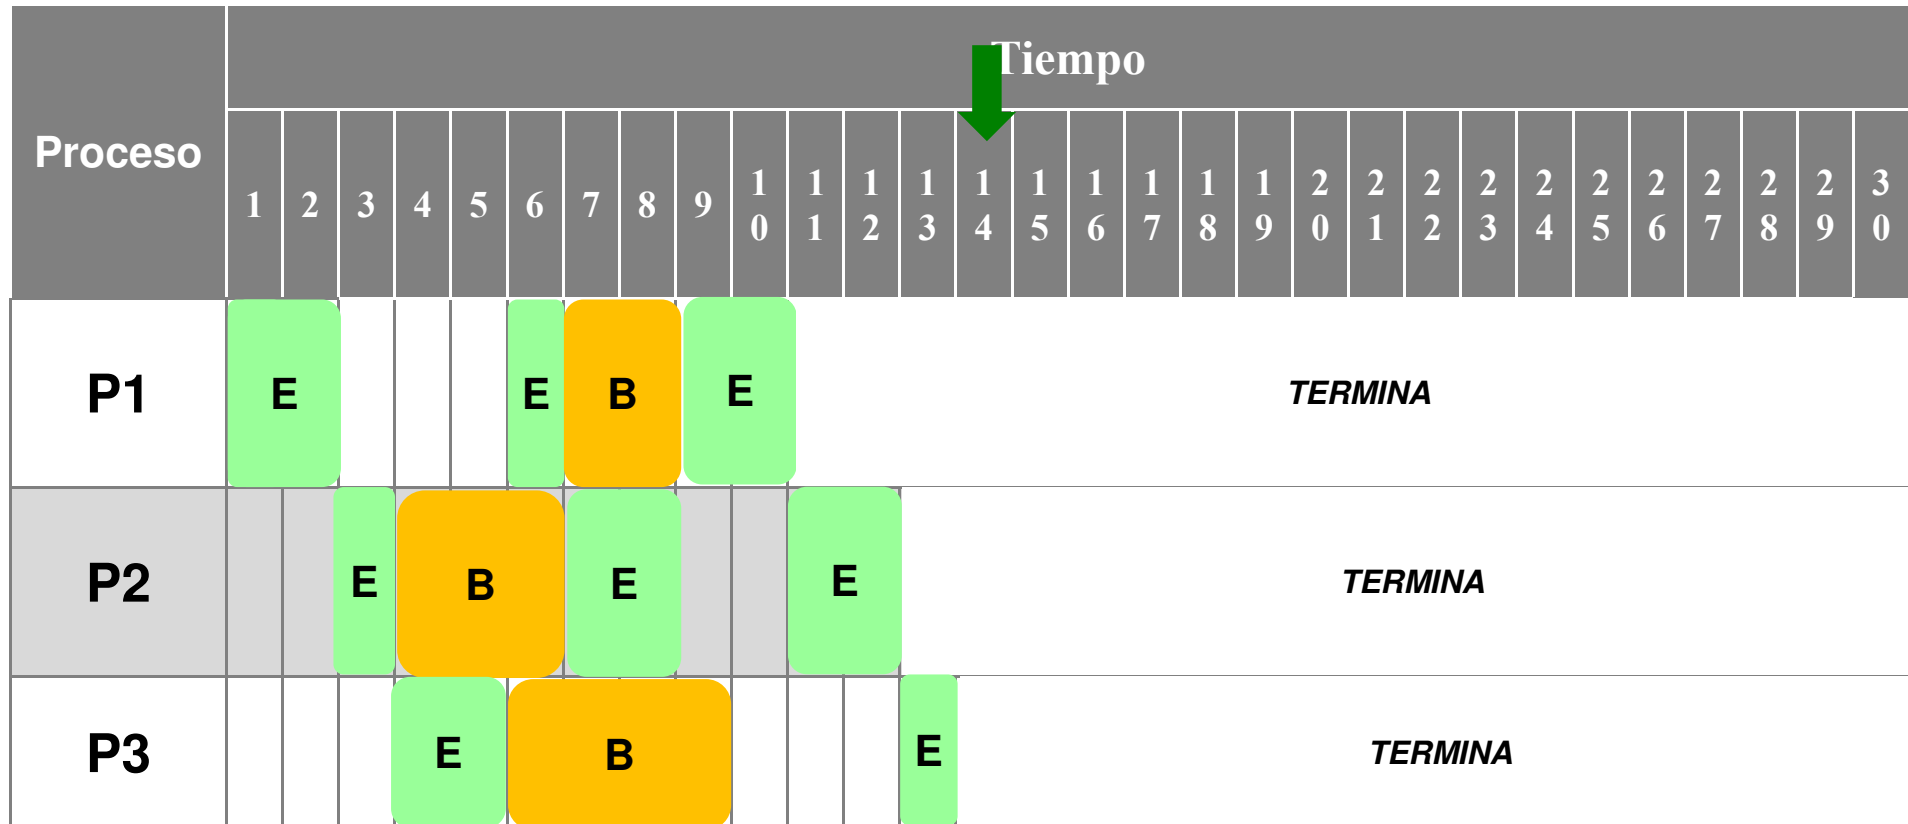 Tiempo
Proceso
1 2 3 4 5 6 7 8 9 10 11 12 13 14 15 16 17 18 19 20 21 22 23 24 25 26 27 28 29 30
P1 E E B E TERMINA
P2 E B E E TERMINA
P3 E B E TERMINA